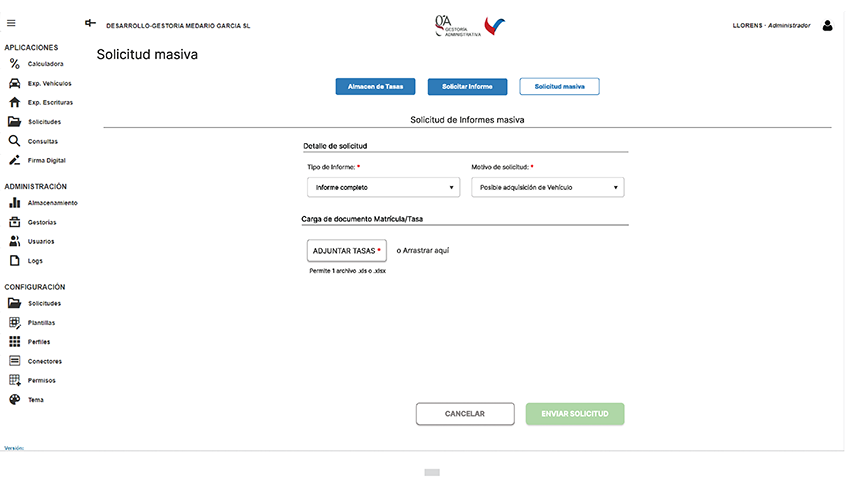 DESARROLLO-GESTORIA MEDARIO GARCIA SL
gA GESTORÍA
ADMINISTRATIVA
LLORENS - Administrador
APLICACIONES
Calculadora
Exp. Vehículos
Exp. Escrituras
Solicitudes
Consultas
Firma Digital
ADMINISTRACIÓN
Almacenamiento
Gestorías
Usuarios
Logs
CONFIGURACIÓN
Solicitudes
Plantillas
Perfiles
Conectores
Permisos
Tema
Versión:
Solicitud masiva
Almacen de Tasas
Solicitar Informe
Solicitud masiva
Solicitud de Informes masiva
Detalle de solicitud
Tipo de Informe: *
Informe completo
Motivo de solicitud: *
Posible adquisición de Vehículo
Carga de documento Matrícula/Tasa
ADJUNTAR TASAS * o Arrastrar aquí
Permite 1 archivo .xls o .xlsx
CANCELAR
ENVIAR SOLICITUD